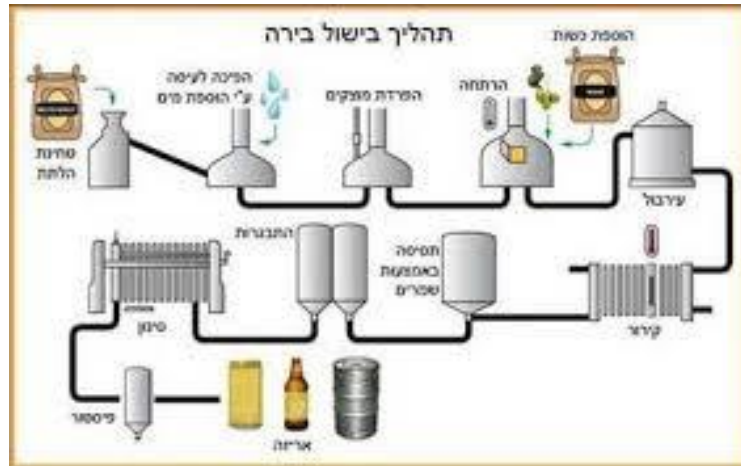 תהליך בישול בירה
הוספת כשות
הפיכה לעיסה
ע"י הוספת מים
הפרדת מוצקים
הרתחה
טחינת
הלתת
עירבול
התבגרות
תסיסה
באמצעות
שמרים
סינון
קירור
פיסטור
אריזה